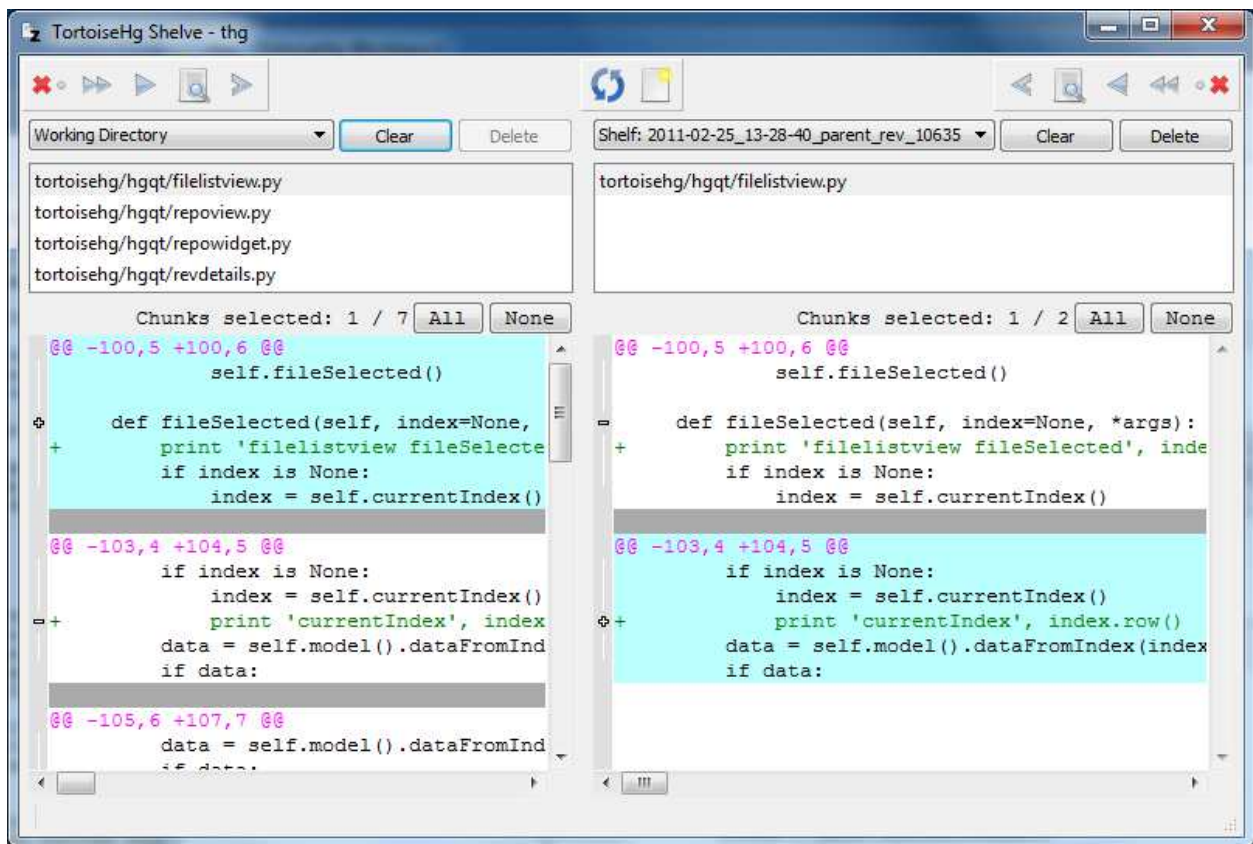 TortoiseHg Shelve - thg
Working Directory
Clear
Delete
Shelf: 2011-02-25_13-28-40_parent_rev_10635
Clear
Delete
tortoisehg/hgqt/filelistview.py
tortoisehg/hgqt/repoview.py
tortoisehg/hgqt/repowidget.py
tortoisehg/hgqt/revdetails.py
tortoisehg/hgqt/filelistview.py
Chunks selected: 1 / 7 All None
@@ -100,5 +100,6 @@
self.fileSelected()
def fileSelected(self, index=None,
+ print 'filelistview fileSelecte
if index is None:
index = self.currentIndex()
@@ -103,4 +104,5 @@
if index is None:
index = self.currentIndex()
+ print 'currentIndex', index
data = self.model().dataFromInd
if data:
@@ -105,6 +107,7 @@
data = self.model().dataFromInd
if data:
Chunks selected: 1 / 2 All None
@@ -100,5 +100,6 @@
self.fileSelected()
def fileSelected(self, index=None, *args):
+ print 'filelistview fileSelected', inde
if index is None:
index = self.currentIndex()
@@ -103,4 +104,5 @@
if index is None:
index = self.currentIndex()
+ print 'currentIndex', index.row()
data = self.model().dataFromIndex(index
if data: